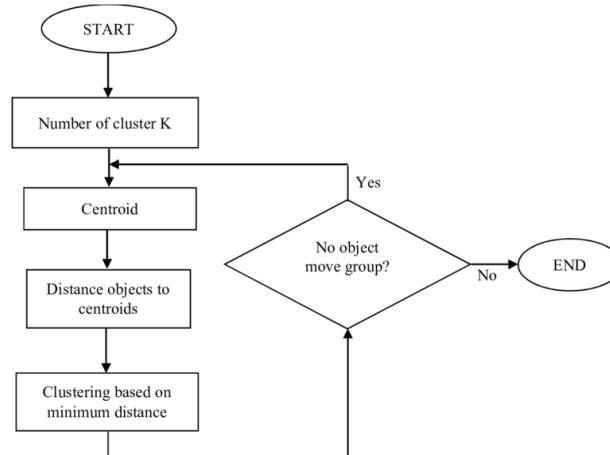 START
Number of cluster K
Centroid
Distance objects to
centroids
Clustering based on
minimum distance
Yes
No object
move group?
No
END